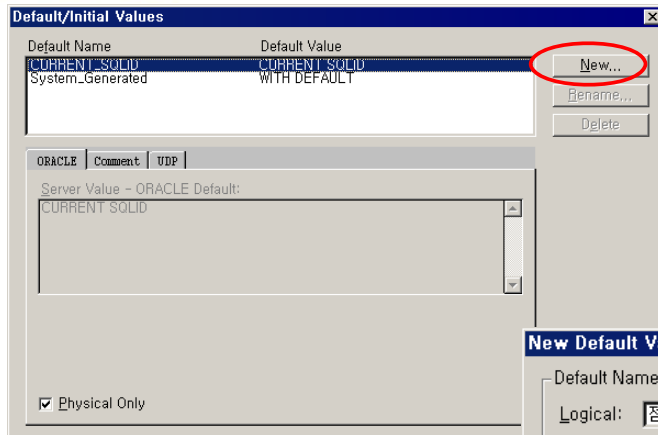 Default/Initial Values
Default Name Default Value
CURRENT_SQLID CURRENT SQLID
System_Generated WITH DEFAULT
New...
Rename...
Delete
ORACLE Comment UDP
Server Value - ORACLE Default:
CURRENT SQLID
Physical Only
New Default V
Default Name
Logical: